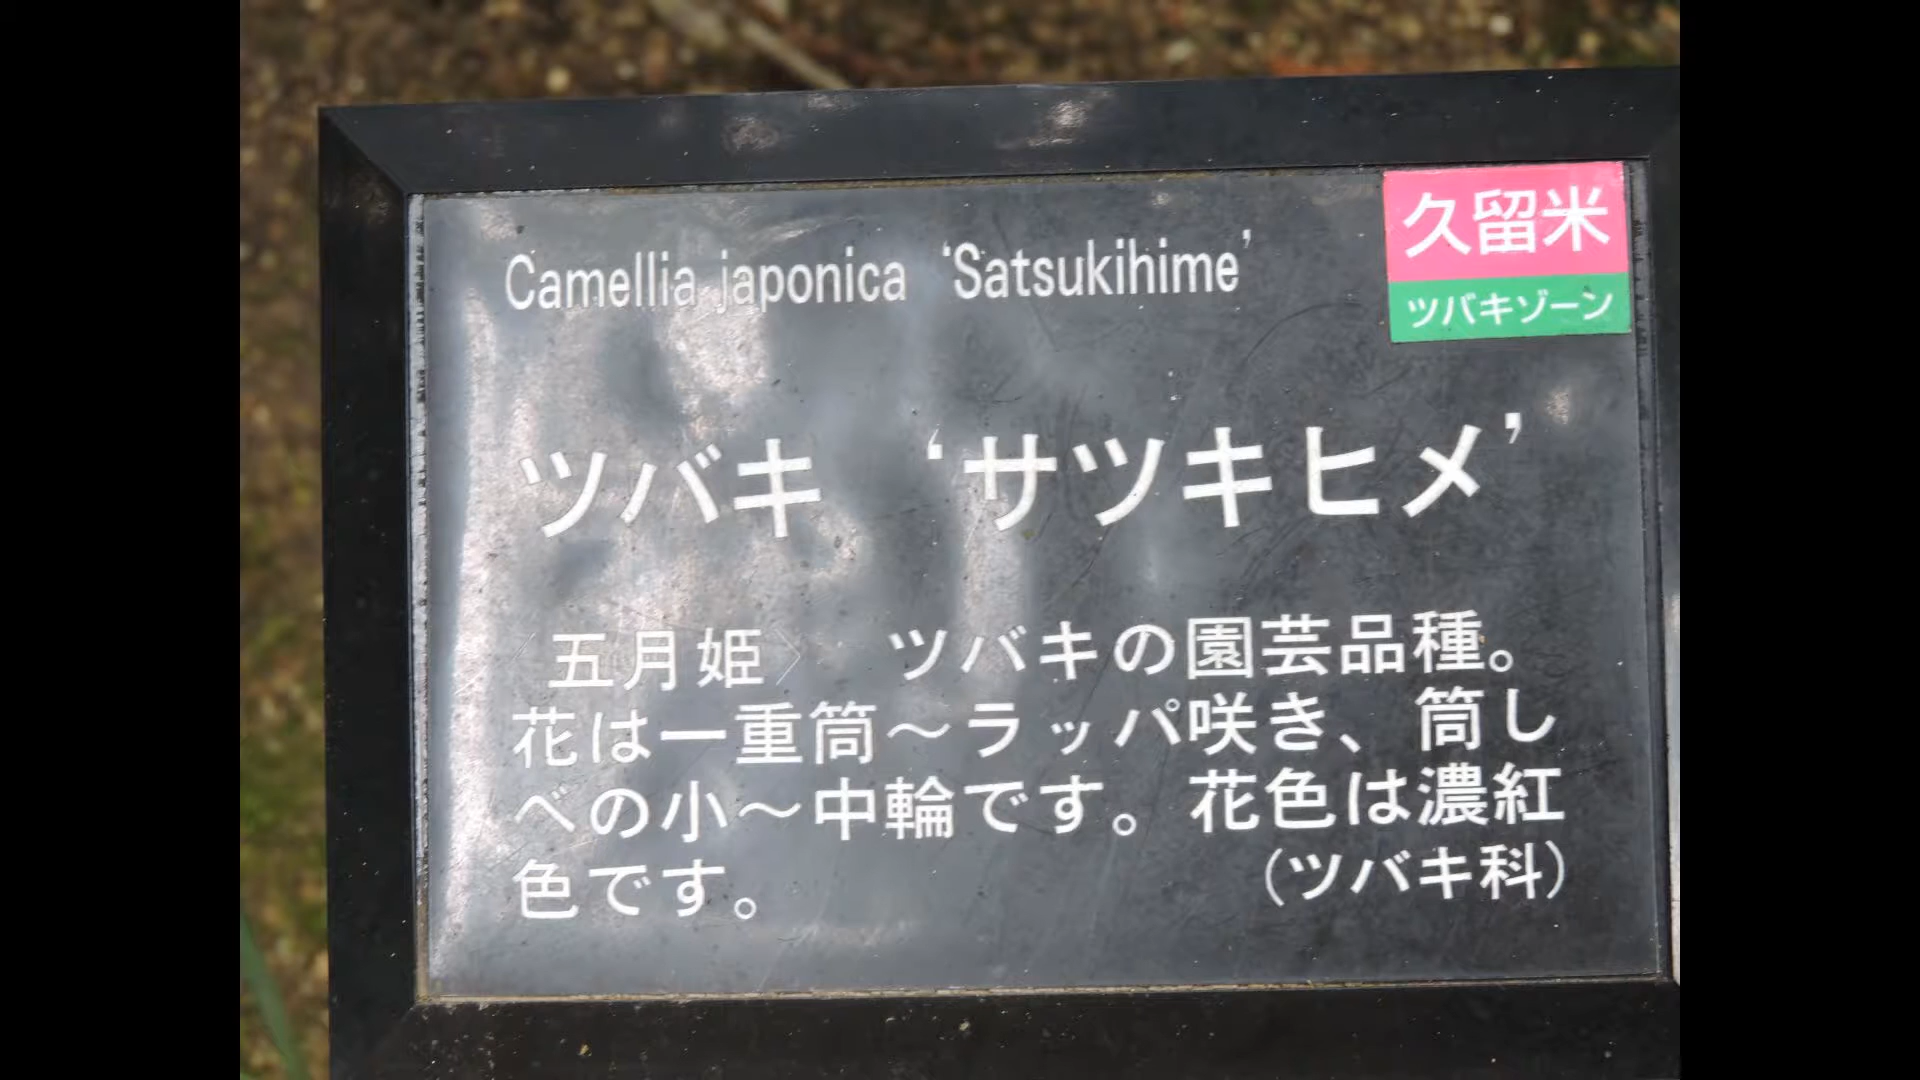 久留米
ツバキゾーン
Camellia japonica ‘Satsukihime’
ツバキ ‘サツキヒメ’
〈五月姫〉 ツバキの園芸品種。
花は一重筒～ラッパ咲き、筒し
べの小～中輪です。花色は濃紅
色です。 (ツバキ科)